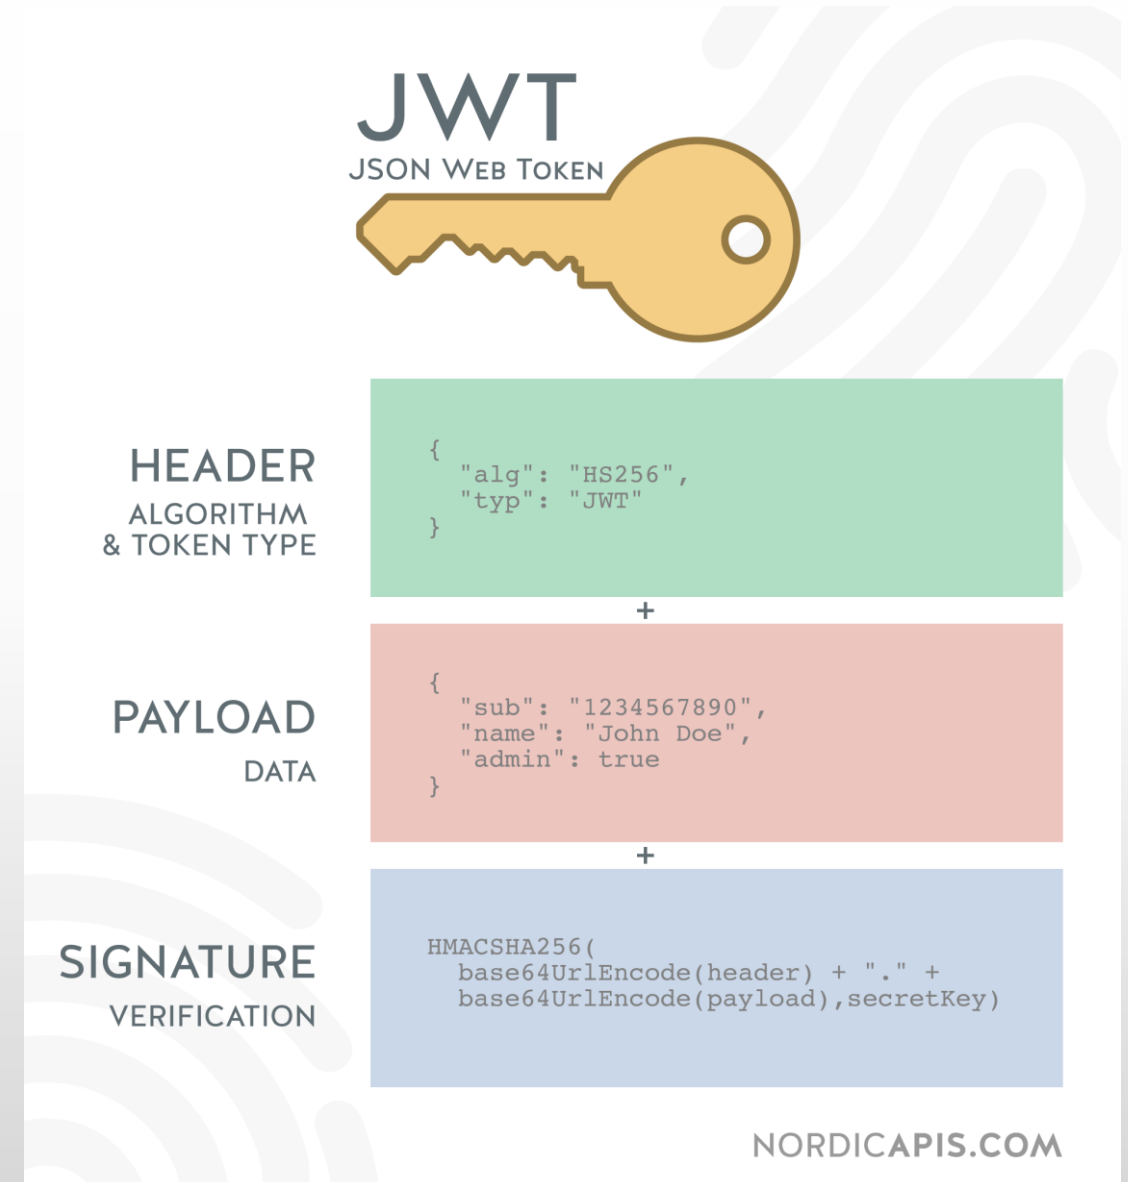 JWT
JSON WEB TOKEN
HEADER
ALGORITHM
& TOKEN TYPE
{
  "alg": "HS256",
  "typ": "JWT"
}
+
PAYLOAD
DATA
{
  "sub": "1234567890",
  "name": "John Doe",
  "admin": true
}
+
SIGNATURE
VERIFICATION
HMACSHA256(
  base64UrlEncode(header) + "." +
  base64UrlEncode(payload),secretKey)
NORDICAPIS.COM